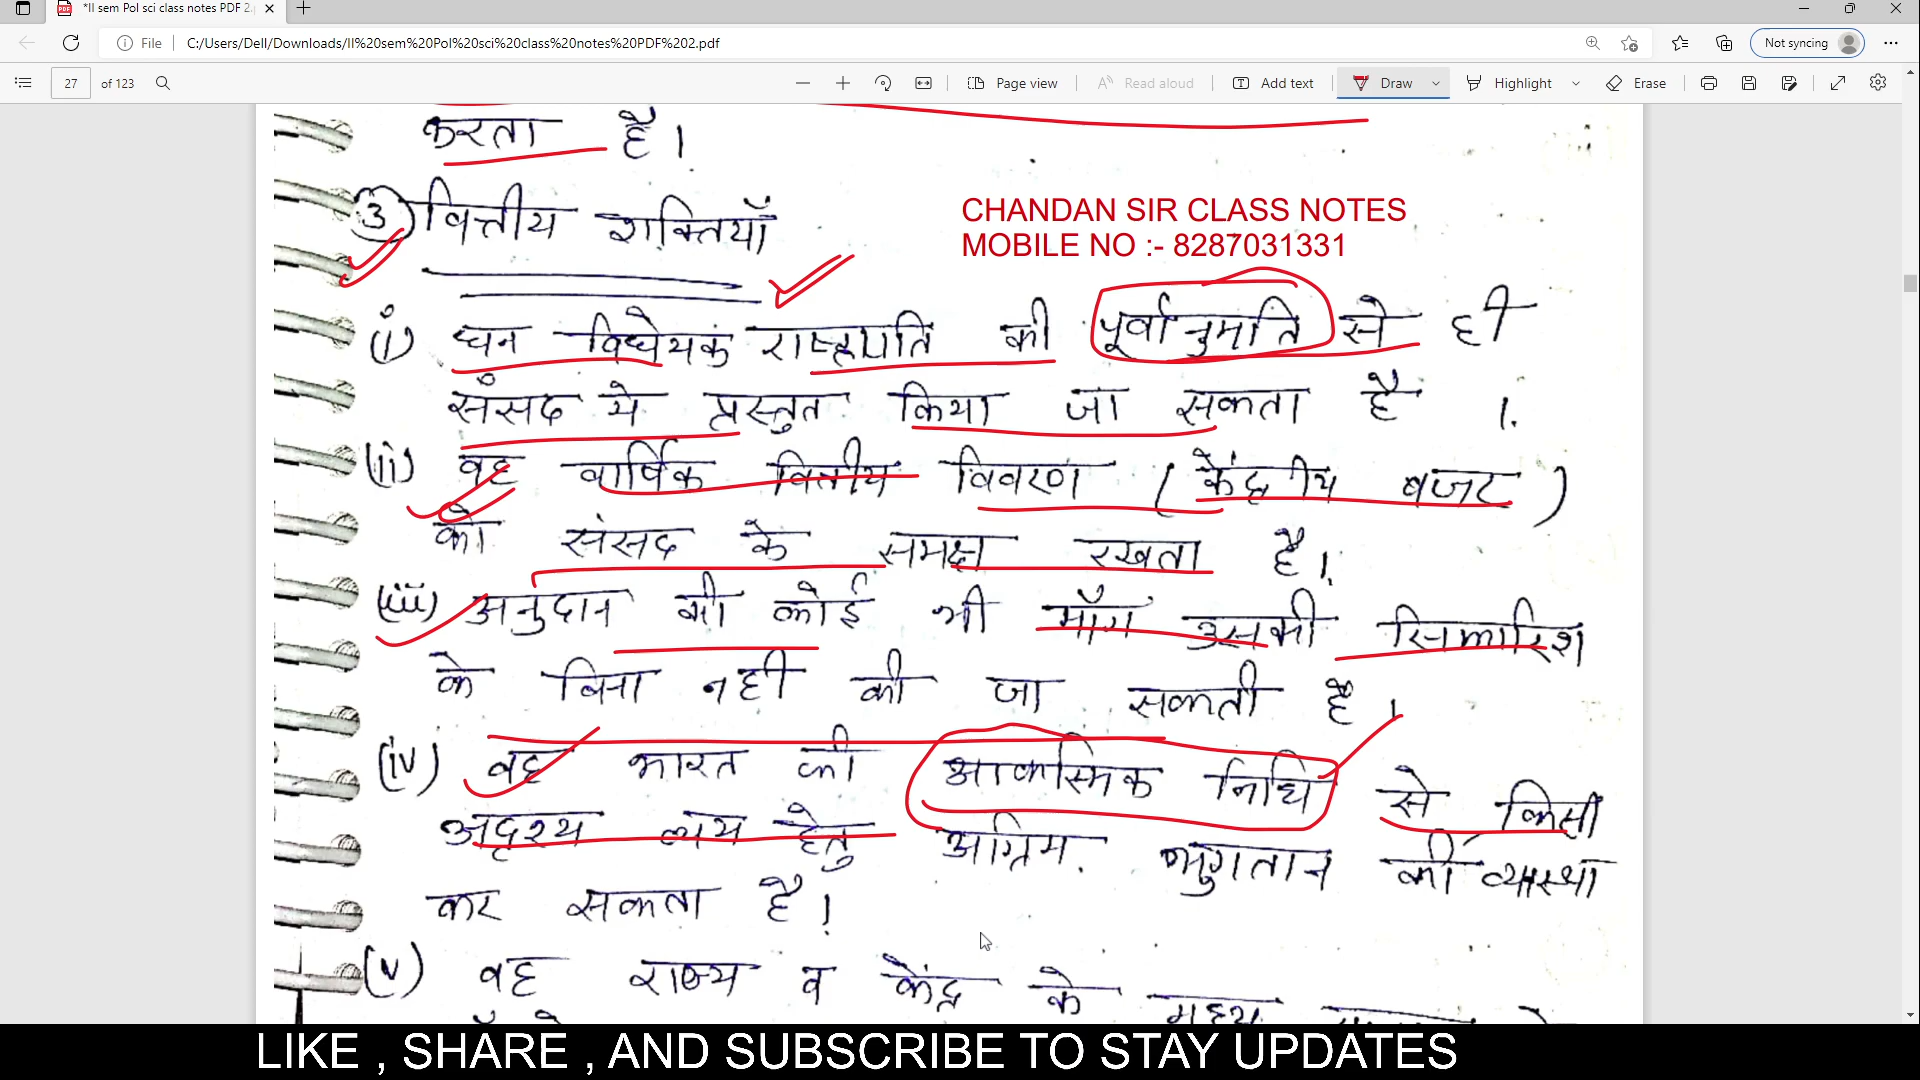 *II sem Pol sci class notes PDF 2.
File C:/Users/Dell/Downloads/II%20sem%20Pol%20sci%20class%20notes%20PDF%202.pdf
Not syncing
27 of 123
Page view
Read aloud
Add text
Draw
Highlight
Erase
करता है।
CHANDAN SIR CLASS NOTES
MOBILE NO :- 8287031331
③ वित्तीय शक्तियाँ
(i) धन विधेयक राष्ट्रपति की पूर्वानुमति से ही
संसद मे प्रस्तुत किया जा सकता है ।
(ii) वह वार्षिक वित्तीय विवरण ( केंद्रीय बजट )
को संसद के समक्ष रखता है।
(iii) अनुदान की कोई भी माँग उसकी सिफारिश
के बिना नही की जा सकती है ।
(iv) वह भारत की आकस्मिक निधि से किसी
अदृश्य व्यय हेतु अग्रिम भुगतान की व्यास्था
कर सकता है।
(v) वह राज्य व केंद्र के मध्य
LIKE , SHARE , AND SUBSCRIBE TO STAY UPDATES